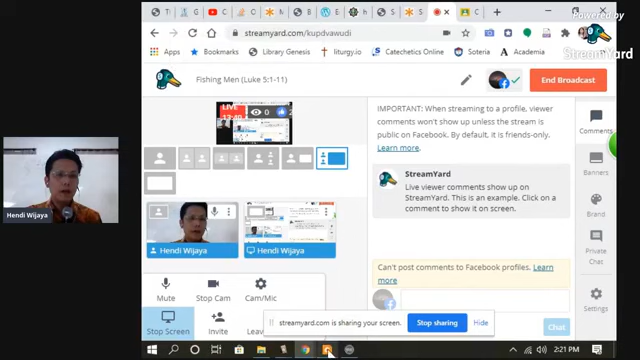 Powered by
StreamYard
streamyard.com/kupdvawudi
Library Genesis
liturgy.io
Catechetics Online
Soteria
Academia
Fishing Men (Luke 5:1-11)
End Broadcast
LIVE
0
IMPORTANT: When streaming to a profile, viewer
comments won't show up unless the stream is
public on Facebook. By default, it is friends-only.
Learn more.
Comments
Banners
Brand
Private
Chat
Settings
StreamYard
Live viewer comments show up on
StreamYard. This is an example. Click on a
comment to show it on screen.
Hendi Wijaya
Hendi Wijaya
Hendi Wijaya
Can't post comments to Facebook profiles. Learn
more.
Mute
Stop Cam
Cam/Mic
Stop Screen
Invite
Chat
streamyard.com is sharing your screen.
Stop sharing
Hide
2:21 PM